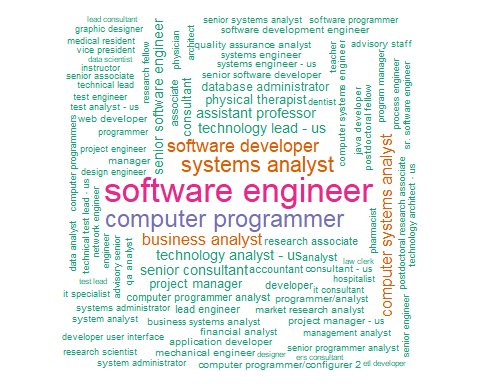 lead consultant
graphic designer
medical resident
vice president
data scientist
instructor
senior associate
technical lead
test engineer
test analyst - us
web developer
programmer
project engineer
manager
design engineer
research fellow
senior software engineer
associate
physician
consultant
architect
senior systems analyst
software programmer
software development engineer
quality assurance analyst
systems engineer
systems engineer - us
senior software developer
database administrator
physical therapist
dentist
assistant professor
technology lead - us
teacher
computer systems engineer
advisory staff
java developer
postdoctoral fellow
program manager
process engineer
sr. software engineer
software developer
systems analyst
software engineer
computer programmer
business analyst
research associate
technology analyst - us
analyst
law clerk
senior consultant
accountant
consultant - us
hospitalist
project manager
developer
it consultant
computer programmer analyst
programmer/analyst
systems administrator
lead engineer
market research analyst
system analyst
business systems analyst
project manager - us
financial analyst
management analyst
developer user interface
application developer
research scientist
mechanical engineer
designer
senior programmer analyst
ers consultant
system administrator
computer programmer/configurer 2
etl developer
computer programmers
data analyst
technical test lead - us
network engineer
engineer
advisory senior
qa analyst
test lead
it specialist
pharmacist
computer systems analyst
postdoctoral research associate
technology architect - us
senior engineer